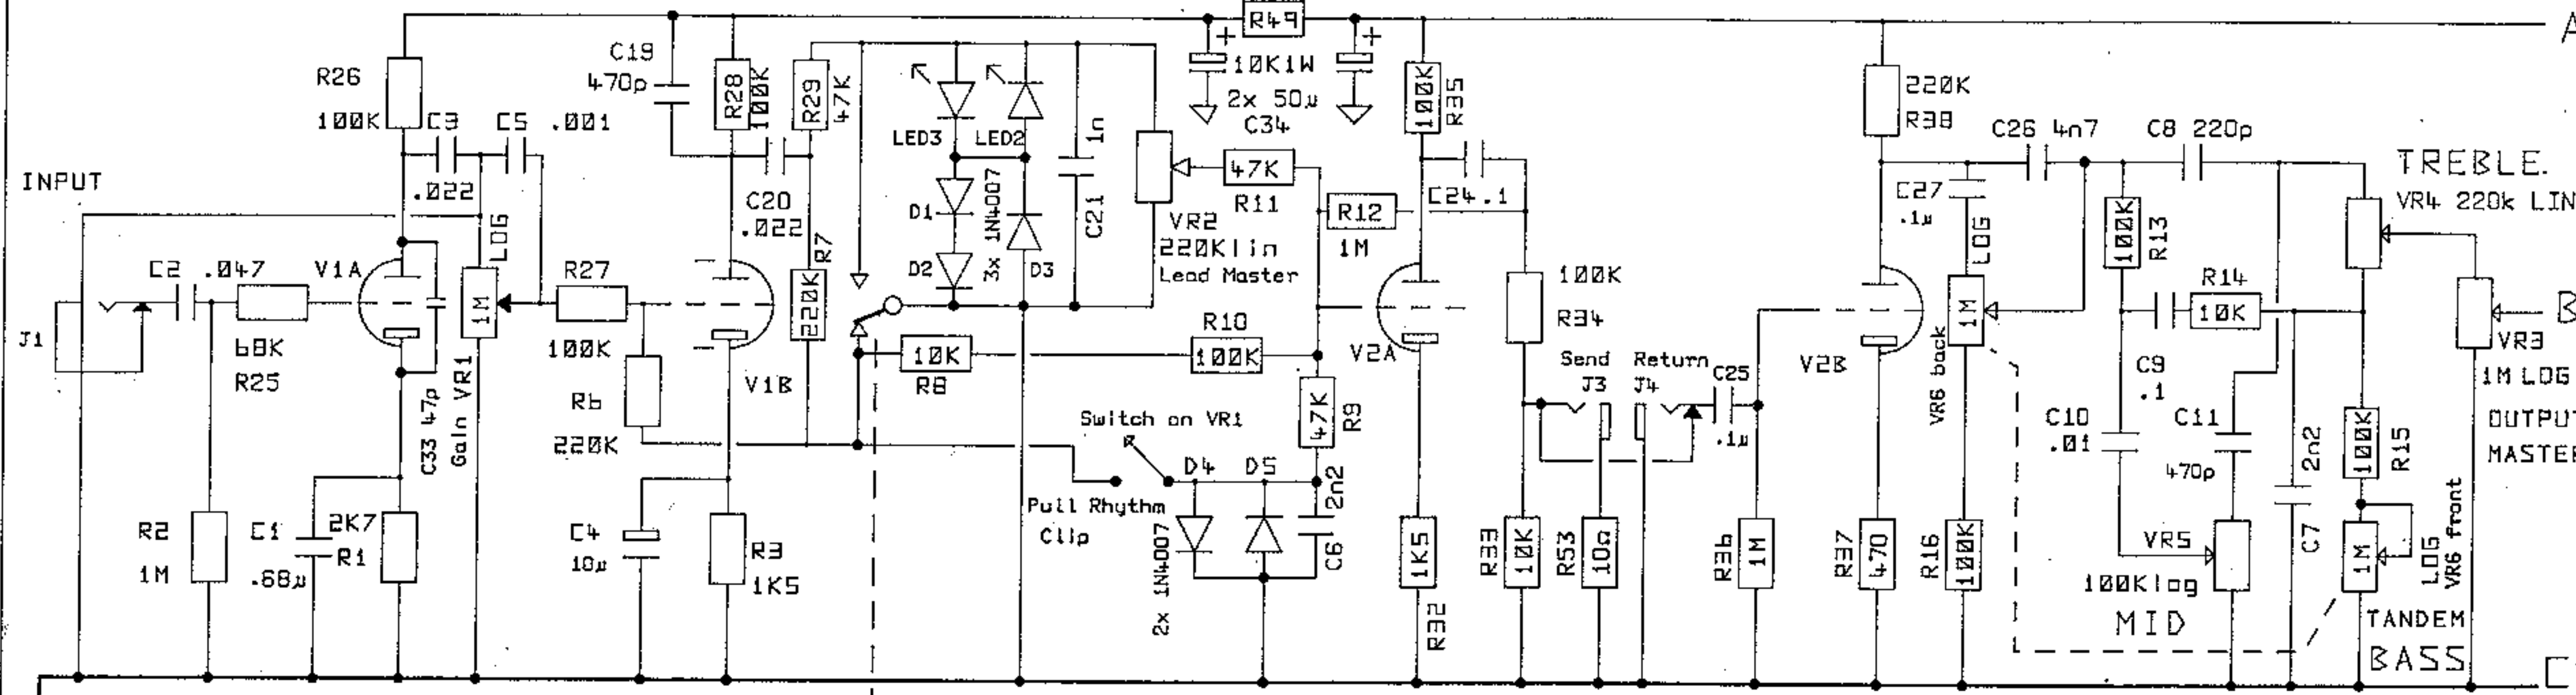 INPUT
J1
C2 .047
R2
1M
68K
R25
V1A
R26
100K
C3
.022
C5 .001
C33 47p
Gain VR1
1M
LOG
C1
.68µ
2K7
R1
R27
100K
R6
220K
C4
10µ
R3
1K5
V1B
C19
470p
R28
100K
R29
47K
C20
.022
R7
220K
LED3
LED2
D1
D2
3x 1N4007
D3
1n
C21
VR2
220Klin
Lead Master
10K
R8
R10
100K
47K
R11
R49
10K1W
2x 50µ
C34
R12
1M
47K
R9
Switch on VR1
Pull Rhythm
Clip
D4 D5
2x 1N4007
2n2
C6
100K
R35
C24 .1
V2A
1K5
R32
100K
R34
R33
10K
Send
J3
Return
J4
R53
10Ω
C25
.1µ
R36
1M
V2B
R37
470
220K
R38
C27
.1µ
LOG
1M
VR6 back
R16
100K
C26 4n7
C8 220p
100K
R13
R14
10K
C9
.1
C10
.01
C11
470p
VR5
100Klog
MID
2n2
C7
TREBLE.
VR4 220k LIN
100K
R15
1M
LOG
VR6 front
TANDEM
BASS
VR3
1M LOG
OUTPUT
MASTE
A
B
C